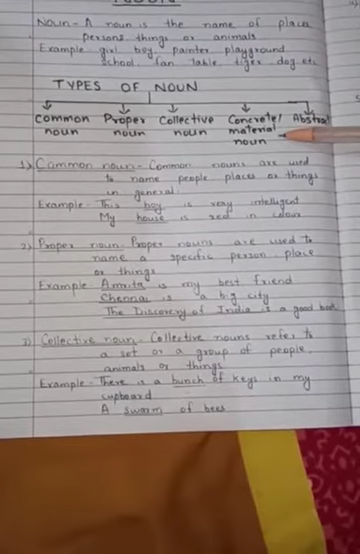 NOUN
Noun - A noun is the name of place
persons, things or animals
Example girl boy painter playground
school fan table tiger dog etc
TYPES OF NOUN
Common noun
Proper noun
Collective noun
Concrete/ material noun
Abstract
1) Common noun - Common nouns are used
to name people places or things
in general.
Example - This boy is very intelligent
My house is red in colour
2) Proper noun. Proper nouns are used to
name a specific person, place
or things
Example Amrita is my best friend
Chennai is a big city
The Discovery of India is a good book
3) Collective noun - Collective nouns refer to
a set or a group of people,
animals or things
Example - There is a bunch of keys in my
cupboard
A swarm of bees